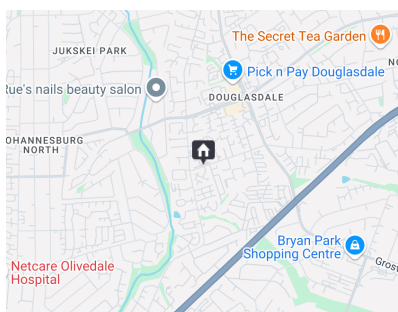 The Secret Tea Garden
JUKSKEI PARK
Pick n Pay Douglasdale
Rue's nails beauty salon
DOUGLASDALE
OHANNESBURG
NORTH
Bryan Park
Shopping Centre
Netcare Olivedale
Hospital
Grosv